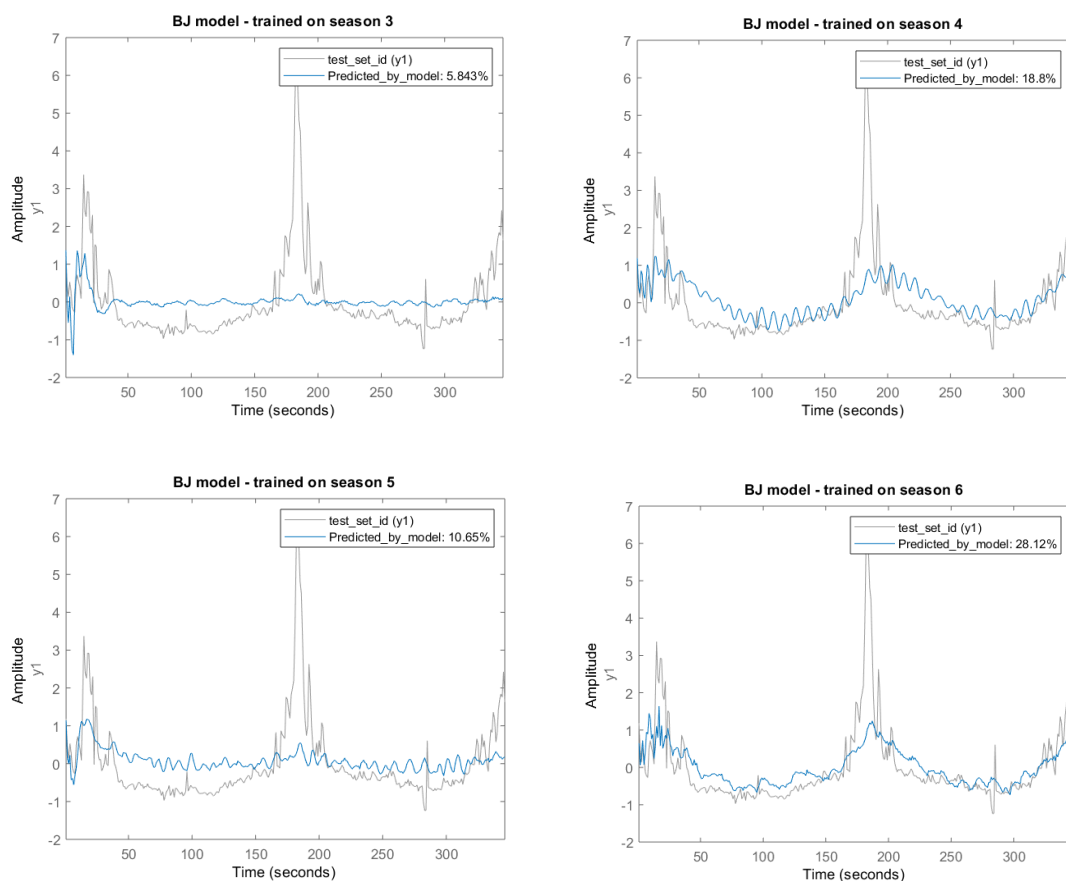 BJ model - trained on season 3
7
6
5
4
3
2
1
0
-1
-2
Amplitude
y1
test_set_id (y1)
Predicted_by_model: 5.843%
50 100 150 200 250 300
Time (seconds)
BJ model - trained on season 4
7
6
5
4
3
2
1
0
-1
-2
Amplitude
y1
test_set_id (y1)
Predicted_by_model: 18.8%
50 100 150 200 250 300
Time (seconds)
BJ model - trained on season 5
7
6
5
4
3
2
1
0
-1
-2
Amplitude
y1
test_set_id (y1)
Predicted_by_model: 10.65%
50 100 150 200 250 300
Time (seconds)
BJ model - trained on season 6
7
6
5
4
3
2
1
0
-1
-2
Amplitude
y1
test_set_id (y1)
Predicted_by_model: 28.12%
50 100 150 200 250 300
Time (seconds)